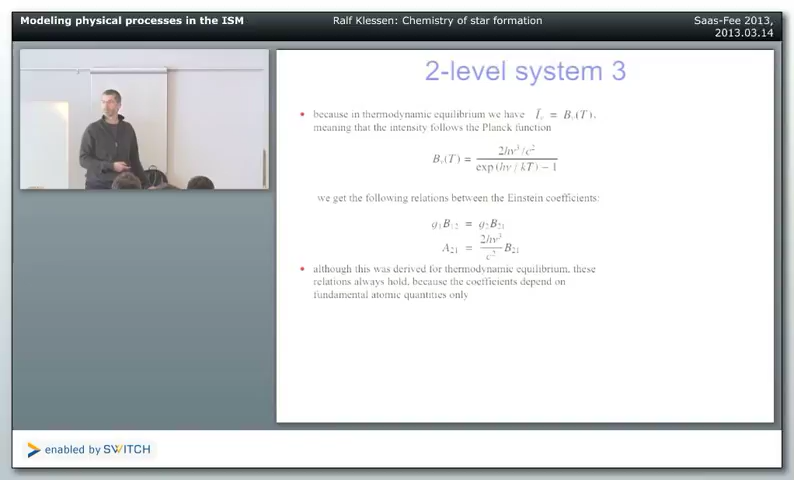 Modeling physical processes in the ISM
Ralf Klessen: Chemistry of star formation
Saas-Fee 2013,
2013.03.14
2-level system 3
• because in thermodynamic equilibrium we have Īᵥ = Bᵥ(T),
meaning that the intensity follows the Planck function
Bᵥ(T) = 2hν³/c² / exp(hν/kT) − 1
we get the following relations between the Einstein coefficients:
g₁B₁₂ = g₂B₂₁
A₂₁ = 2hν³/c² B₂₁
• although this was derived for thermodynamic equilibrium, these
relations always hold, because the coefficients depend on
fundamental atomic quantities only
enabled by SWITCH